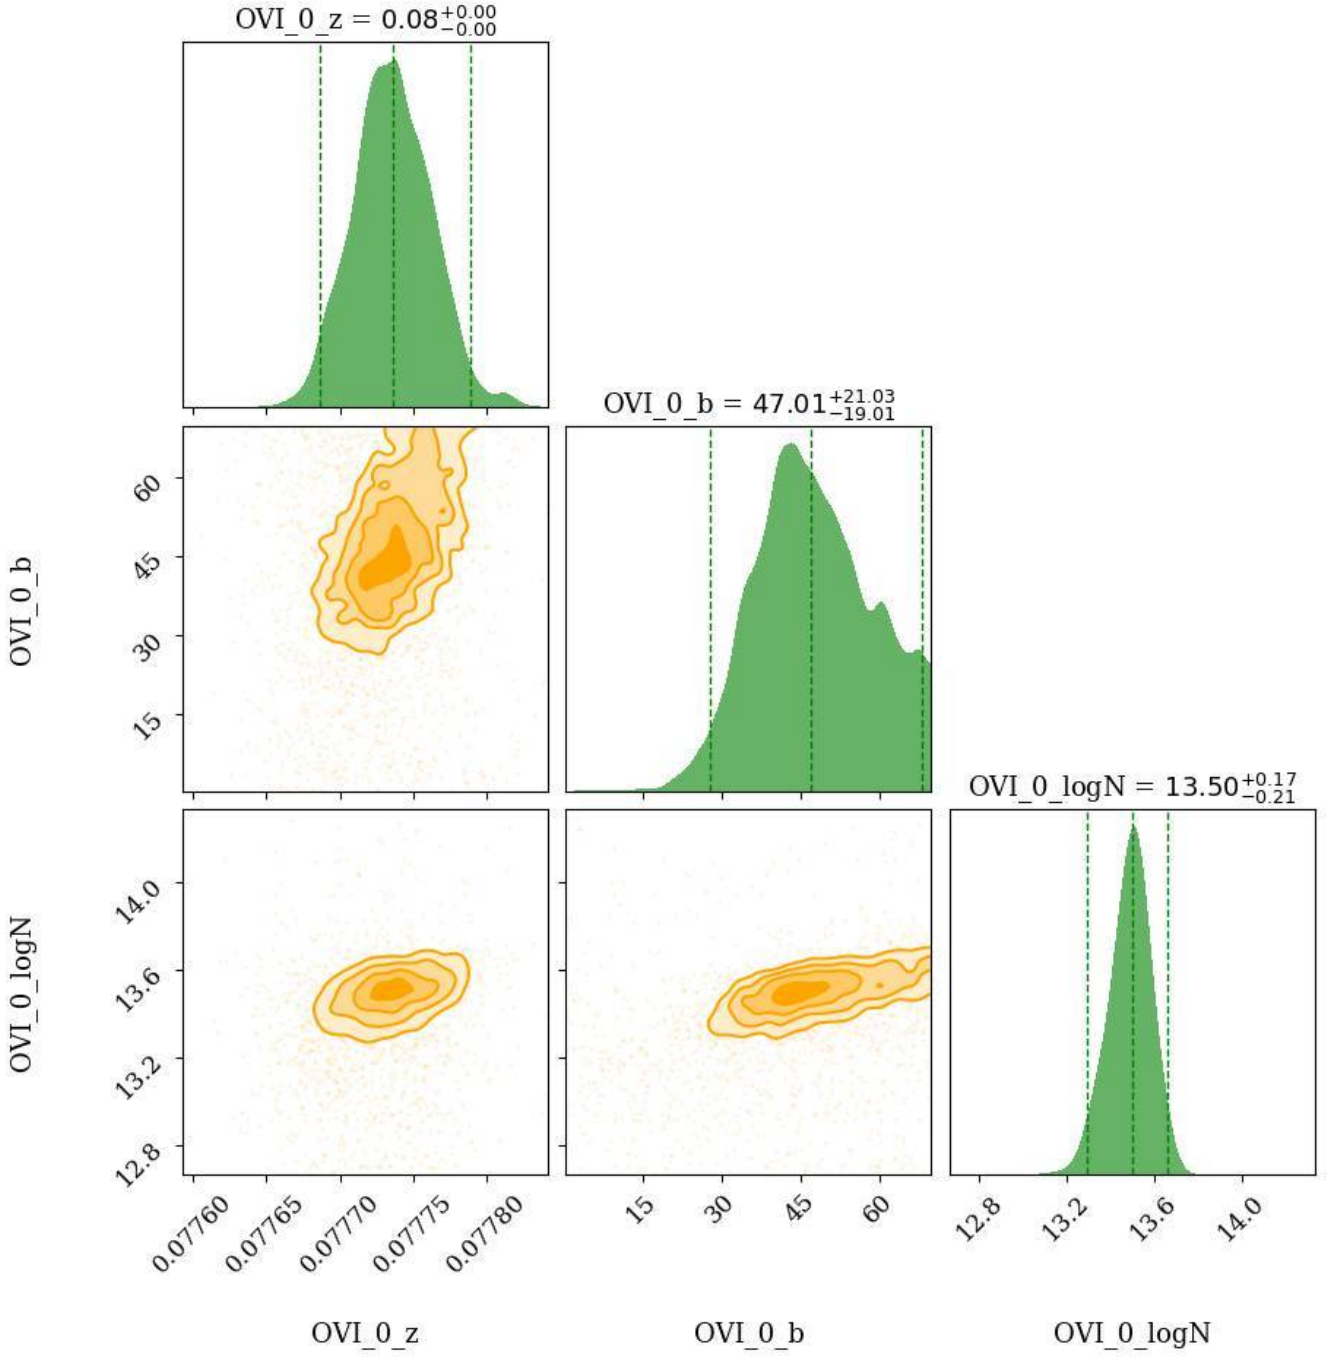 OVI_0_z = 0.08+0.00−0.00
OVI_0_b = 47.01+21.03−19.01
OVI_0_b
60
45
30
15
OVI_0_logN = 13.50+0.17−0.21
OVI_0_logN
14.0
13.6
13.2
12.8
0.07760 0.07765 0.07770 0.07775 0.07780
15 30 45 60
12.8 13.2 13.6 14.0
OVI_0_z OVI_0_b OVI_0_logN